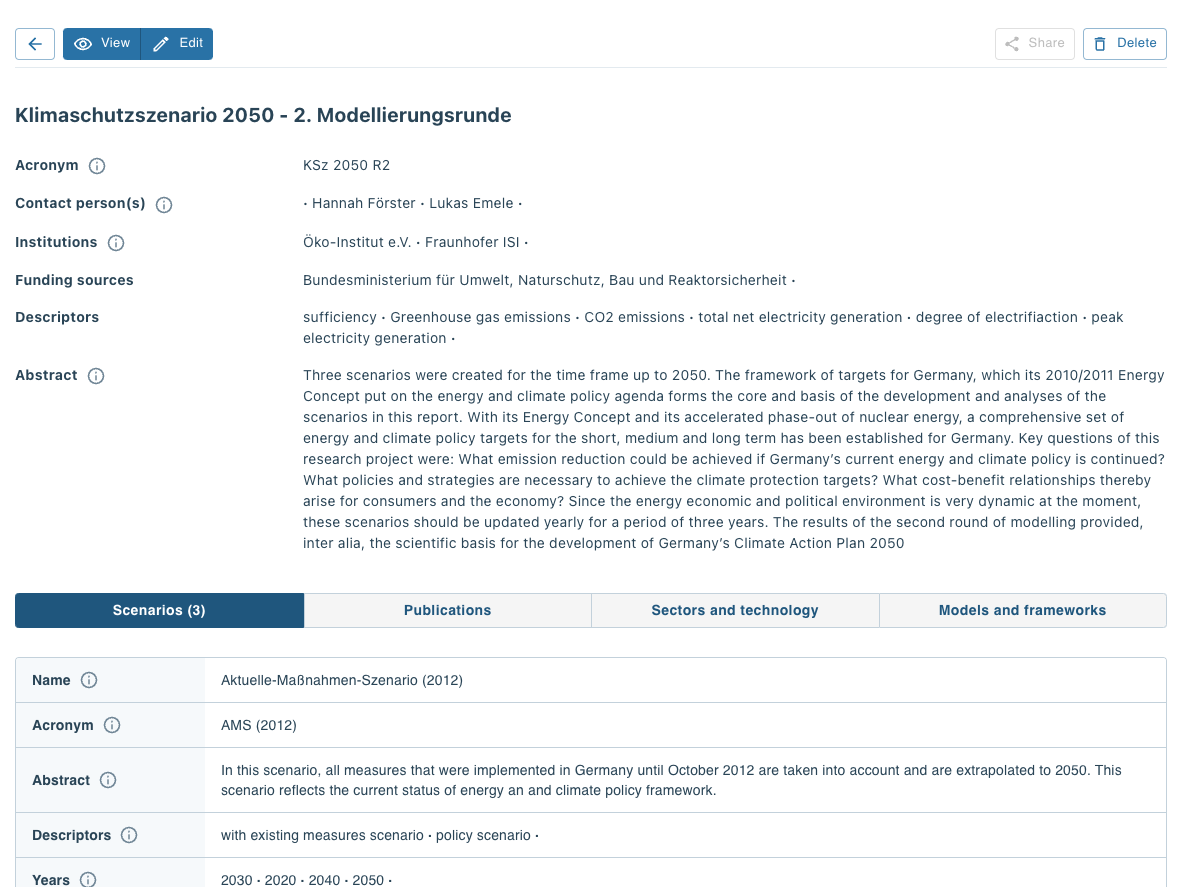 View Edit Share Delete
Klimaschutzszenario 2050 - 2. Modellierungsrunde
Acronym KSz 2050 R2
Contact person(s) • Hannah Förster • Lukas Emele •
Institutions Öko-Institut e.V. • Fraunhofer ISI •
Funding sources Bundesministerium für Umwelt, Naturschutz, Bau und Reaktorsicherheit •
Descriptors sufficiency • Greenhouse gas emissions • CO2 emissions • total net electricity generation • degree of electrifiaction • peak
electricity generation •
Abstract Three scenarios were created for the time frame up to 2050. The framework of targets for Germany, which its 2010/2011 Energy
Concept put on the energy and climate policy agenda forms the core and basis of the development and analyses of the
scenarios in this report. With its Energy Concept and its accelerated phase-out of nuclear energy, a comprehensive set of
energy and climate policy targets for the short, medium and long term has been established for Germany. Key questions of this
research project were: What emission reduction could be achieved if Germany’s current energy and climate policy is continued?
What policies and strategies are necessary to achieve the climate protection targets? What cost-benefit relationships thereby
arise for consumers and the economy? Since the energy economic and political environment is very dynamic at the moment,
these scenarios should be updated yearly for a period of three years. The results of the second round of modelling provided,
inter alia, the scientific basis for the development of Germany’s Climate Action Plan 2050
Scenarios (3) Publications Sectors and technology Models and frameworks
Name Aktuelle-Maßnahmen-Szenario (2012)
Acronym AMS (2012)
Abstract In this scenario, all measures that were implemented in Germany until October 2012 are taken into account and are extrapolated to 2050. This
scenario reflects the current status of energy an and climate policy framework.
Descriptors with existing measures scenario • policy scenario •
Years 2030 • 2020 • 2040 • 2050 •